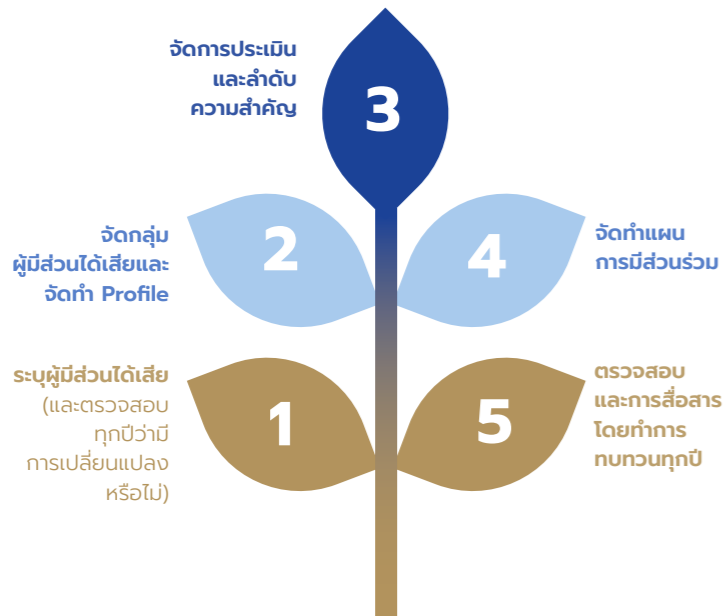 จัดการประเมิน
และลำดับ
ความสำคัญ
3
จัดกลุ่ม
ผู้มีส่วนได้เสียและ
จัดทำ Profile
2
4
จัดทำแผน
การมีส่วนร่วม
ระบุผู้มีส่วนได้เสีย
(และตรวจสอบ
ทุกปีว่ามี
การเปลี่ยนแปลง
หรือไม่)
1
5
ตรวจสอบ
และการสื่อสาร
โดยทำการ
ทบทวนทุกปี